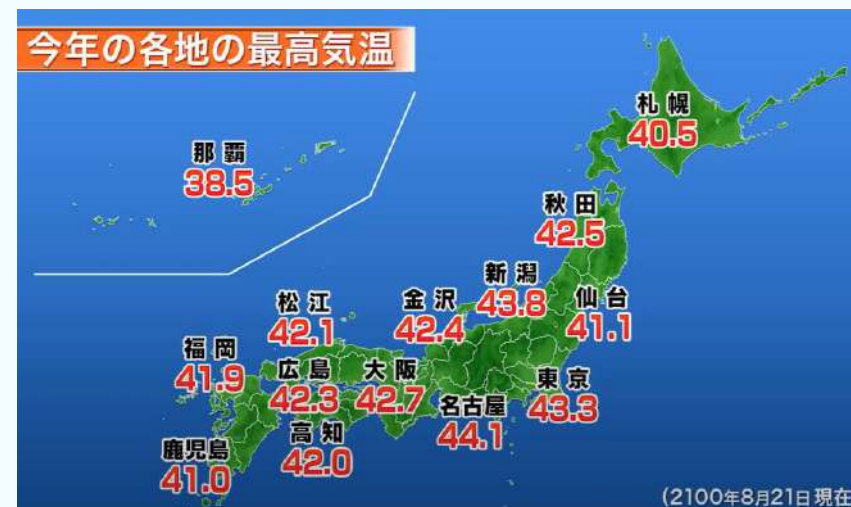 今年の各地の最高気温
札幌
40.5
那覇
38.5
秋田
42.5
新潟
43.8
仙台
41.1
金沢
42.4
松江
42.1
福岡
41.9
広島
42.3
大阪
42.7
東京
43.3
名古屋
44.1
高知
42.0
鹿児島
41.0
(2100年8月21日現在